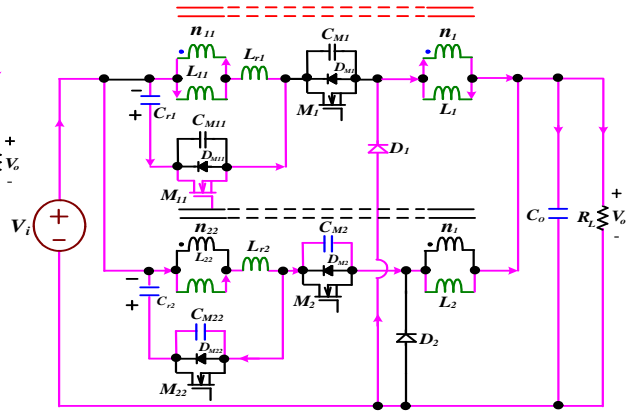 n11 n1
CM1
L11 Lr1 DM1
− Cr1 + M1 L1
CM11
DM11 D1
M11
+ Vo -
Vi + −
n22 CM2 n1
L22 Lr2 DM2
− Cr2 + M2 L2
CM22
DM22 D2
M22
CO RL + Vo -